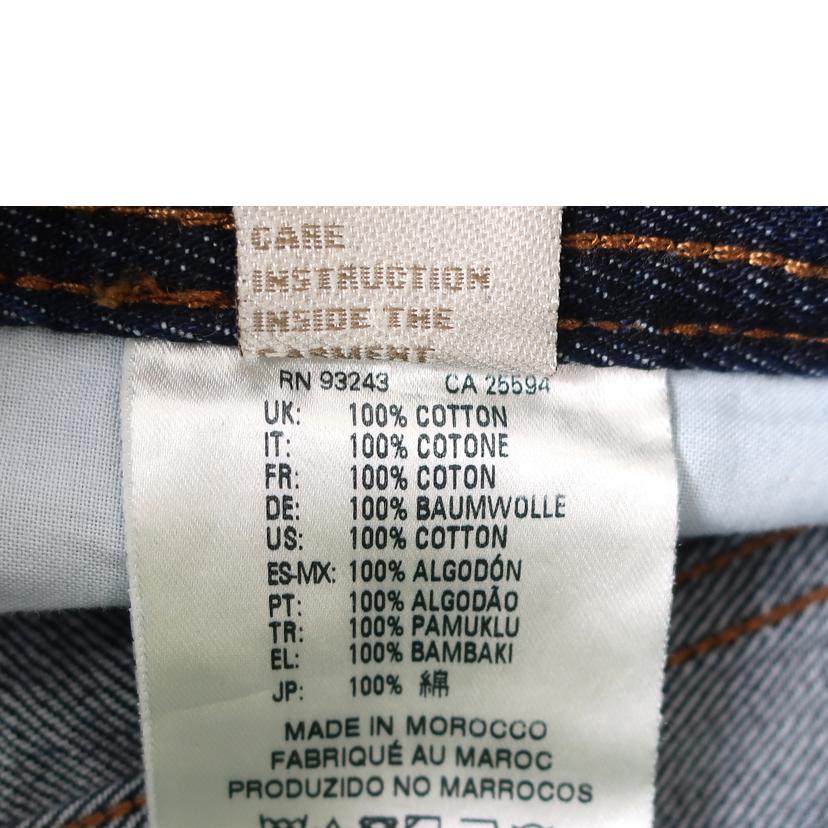 CARE
INSTRUCTION
INSIDE THE
GARMENT
RN 93243 CA 25594
UK: 100% COTTON
IT: 100% COTONE
FR: 100% COTON
DE: 100% BAUMWOLLE
US: 100% COTTON
ES-MX: 100% ALGODÓN
PT: 100% ALGODÃO
TR: 100% PAMUKLU
EL: 100% BAMBAKI
JP: 100% 綿
MADE IN MOROCCO
FABRIQUÉ AU MAROC
PRODUZIDO NO MARROCOS